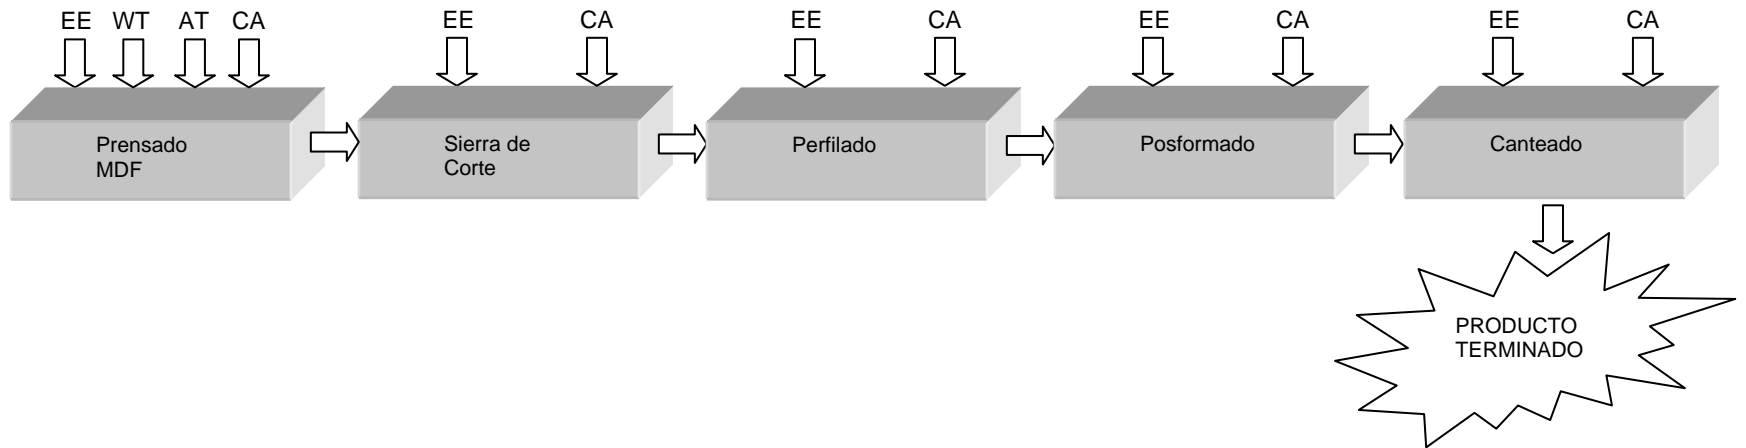 EE WT AT CA EE CA EE CA EE CA EE CA
Prensado
MDF
Sierra de
Corte
Perfilado
Posformado
Canteado
PRODUCTO
TERMINADO